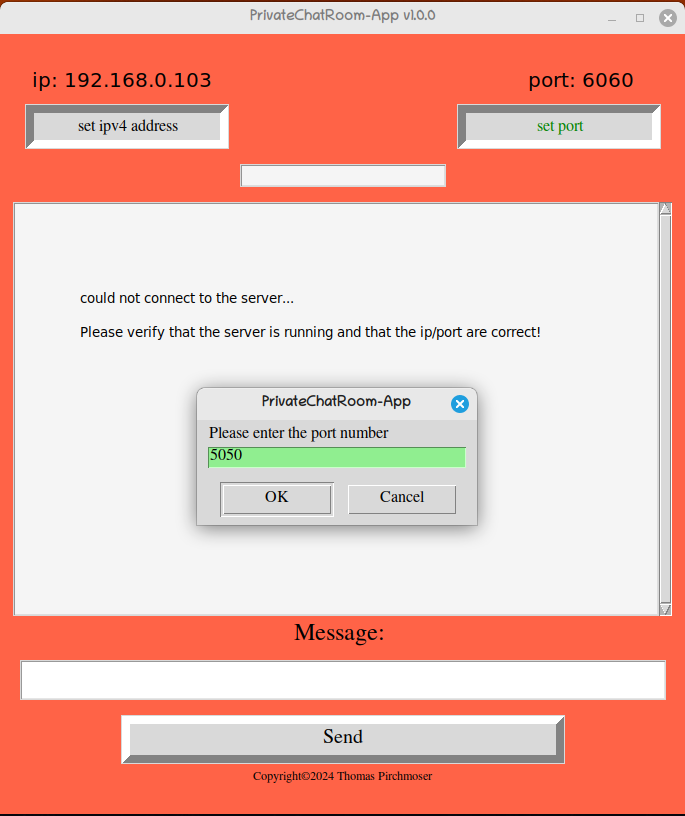 PrivateChatRoom-App v1.0.0
ip: 192.168.0.103
port: 6060
set ipv4 address
set port
could not connect to the server...
Please verify that the server is running and that the ip/port are correct!
PrivateChatRoom-App
Please enter the port number
5050
OK
Cancel
Message:
Send
Copyright©2024 Thomas Pirchmoser